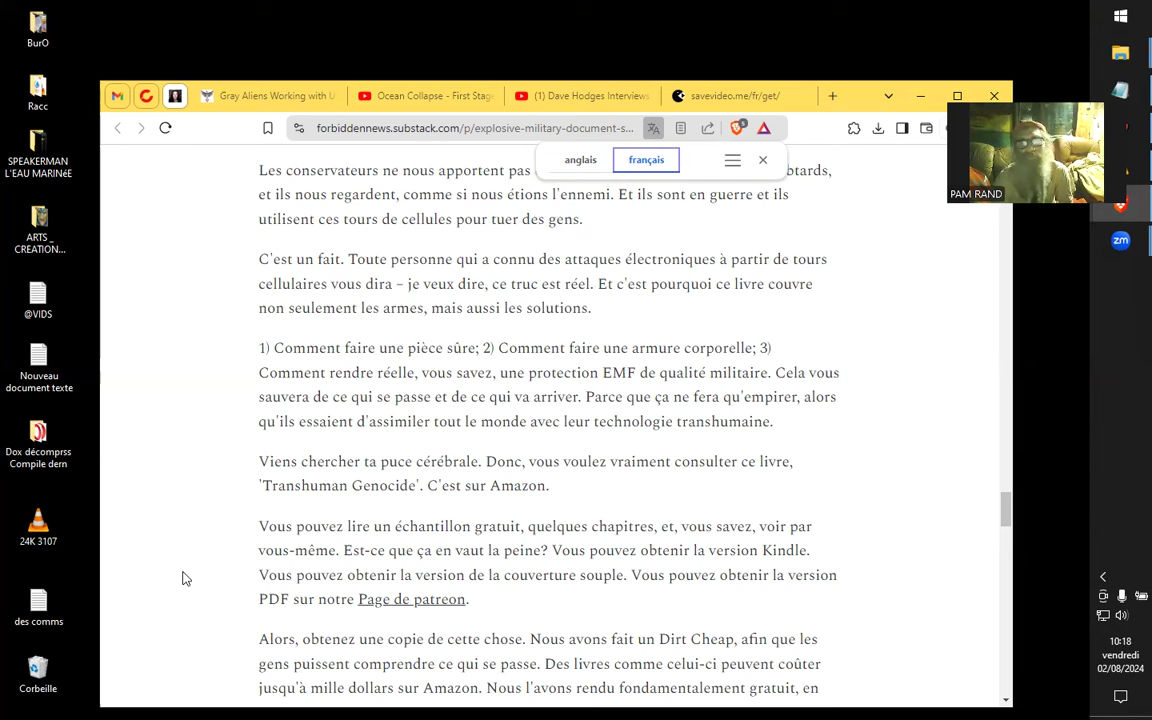 BurO
Racc
SPEAKERMAN
L'EAU MARINéE
ARTS _
CREATION...
@VIDS
Nouveau
document texte
Dox décomprss
Compile dern
24K 3107
des comms
Corbeille
Gray Aliens Working with U
Ocean Collapse - First Stage
(1) Dave Hodges Interviews
savevideo.me/fr/get/
forbiddennews.substack.com/p/explosive-military-document-s...
5
anglais
français
Les conservateurs ne nous apportent pas
et ils nous regardent, comme si nous étions l'ennemi. Et ils sont en guerre et ils
utilisent ces tours de cellules pour tuer des gens.
C'est un fait. Toute personne qui a connu des attaques électroniques à partir de tours
cellulaires vous dira – je veux dire, ce truc est réel. Et c'est pourquoi ce livre couvre
non seulement les armes, mais aussi les solutions.
1) Comment faire une pièce sûre; 2) Comment faire une armure corporelle; 3)
Comment rendre réelle, vous savez, une protection EMF de qualité militaire. Cela vous
sauvera de ce qui se passe et de ce qui va arriver. Parce que ça ne fera qu'empirer, alors
qu'ils essaient d'assimiler tout le monde avec leur technologie transhumaine.
Viens chercher ta puce cérébrale. Donc, vous voulez vraiment consulter ce livre,
'Transhuman Genocide'. C'est sur Amazon.
Vous pouvez lire un échantillon gratuit, quelques chapitres, et, vous savez, voir par
vous-même. Est-ce que ça en vaut la peine? Vous pouvez obtenir la version Kindle.
Vous pouvez obtenir la version de la couverture souple. Vous pouvez obtenir la version
PDF sur notre Page de patreon.
Alors, obtenez une copie de cette chose. Nous avons fait un Dirt Cheap, afin que les
gens puissent comprendre ce qui se passe. Des livres comme celui-ci peuvent coûter
jusqu'à mille dollars sur Amazon. Nous l'avons rendu fondamentalement gratuit, en
PAM RAND
zm
10:18
vendredi
02/08/2024